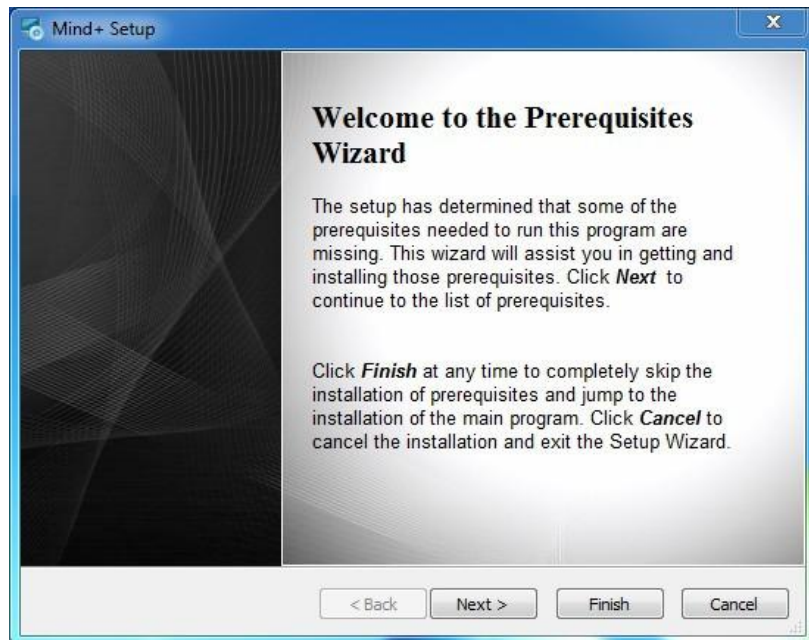 Mind+ Setup
Welcome to the Prerequisites
Wizard
The setup has determined that some of the
prerequisites needed to run this program are
missing. This wizard will assist you in getting and
installing those prerequisites. Click Next to
continue to the list of prerequisites.
Click Finish at any time to completely skip the
installation of prerequisites and jump to the
installation of the main program. Click Cancel to
cancel the installation and exit the Setup Wizard.
< Back Next > Finish Cancel